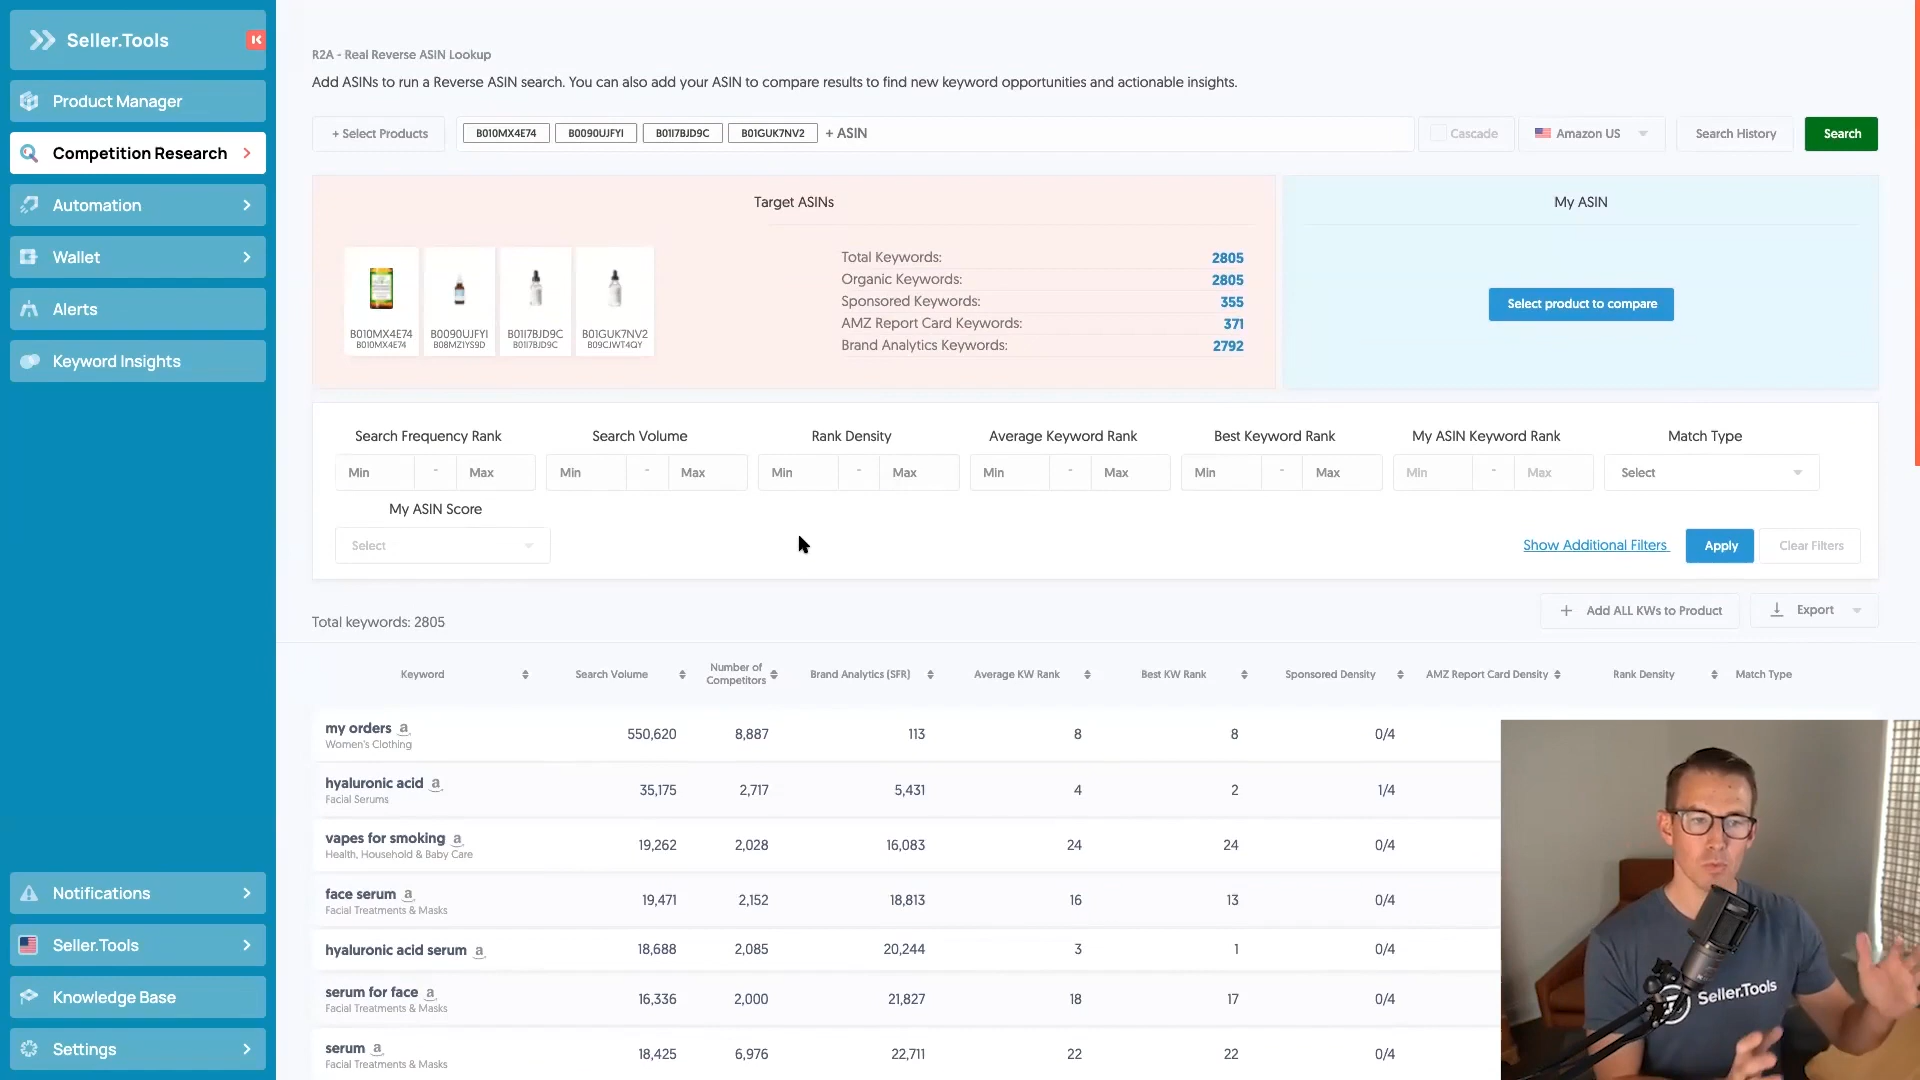 Seller.Tools
Product Manager
Competition Research
Automation
Wallet
Alerts
Keyword Insights
Notifications
Seller.Tools
Knowledge Base
Settings
R2A - Real Reverse ASIN Lookup
Add ASINs to run a Reverse ASIN search. You can also add your ASIN to compare results to find new keyword opportunities and actionable insights.
+ Select Products B010MX4E74 B0090UJFYI B01I7BJD9C B01GUK7NV2 + ASIN Cascade Amazon US Search History Search
Target ASINs
B010MX4E74 B0090UJFYI B01I7BJD9C B01GUK7NV2
B010MX4E74 B08MZ1YS9D B01I7BJD9C B09CJWT4QY
Total Keywords: 2805
Organic Keywords: 2805
Sponsored Keywords: 355
AMZ Report Card Keywords: 371
Brand Analytics Keywords: 2792
My ASIN
Select product to compare
Search Frequency Rank Search Volume Rank Density Average Keyword Rank Best Keyword Rank My ASIN Keyword Rank Match Type
Min - Max Min - Max Min - Max Min - Max Min - Max Min - Max Select
My ASIN Score
Select Show Additional Filters Apply Clear Filters
Total keywords: 2805 + Add ALL KWs to Product Export
Keyword Search Volume Number of Competitors Brand Analytics (SFR) Average KW Rank Best KW Rank Sponsored Density AMZ Report Card Density Rank Density Match Type
my orders a 550,620 8,887 113 8 8 0/4
Women's Clothing
hyaluronic acid a 35,175 2,717 5,431 4 2 1/4
Facial Serums
vapes for smoking a 19,262 2,028 16,083 24 24 0/4
Health, Household & Baby Care
face serum a 19,471 2,152 18,813 16 13 0/4
Facial Treatments & Masks
hyaluronic acid serum a 18,688 2,085 20,244 3 1 0/4
serum for face a 16,336 2,000 21,827 18 17 0/4
Facial Treatments & Masks
serum a 18,425 6,976 22,711 22 22 0/4
Facial Treatments & Masks
Seller.Tools